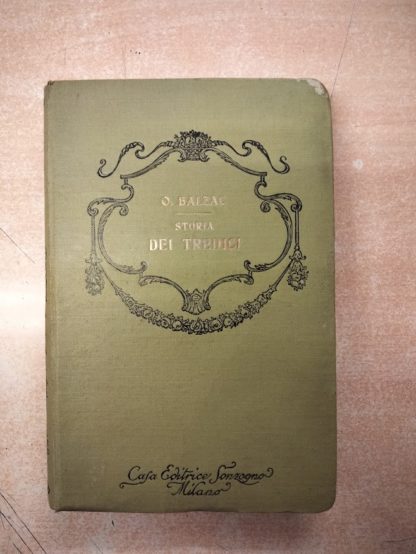 O. BALZAC
STORIA
DEI TREDICI
Casa Editrice Sonzogno
Milano